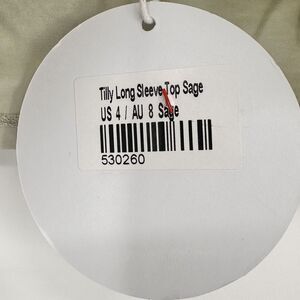 Tilly Long Sleeve Top Sage
US 4 / AU 8 Sage
530260